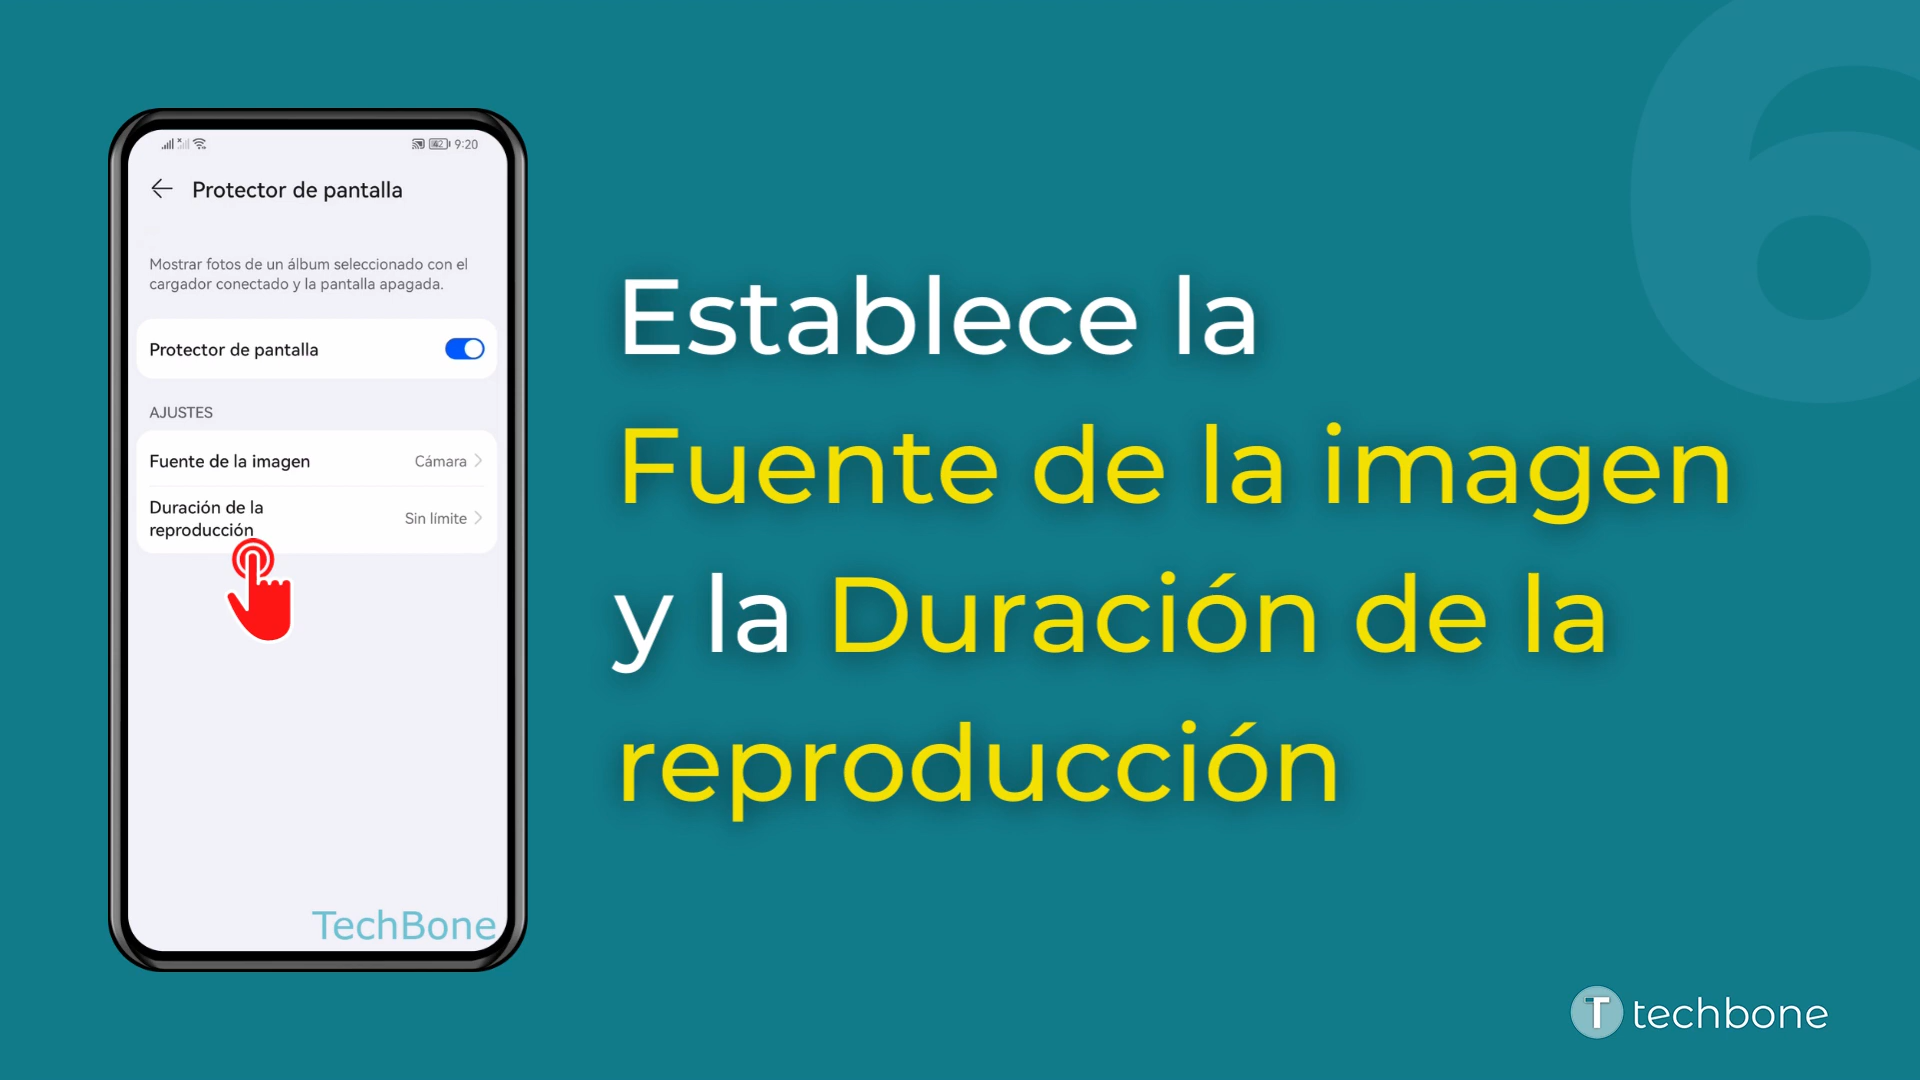 6
42 9:20
Protector de pantalla
Mostrar fotos de un álbum seleccionado con el
cargador conectado y la pantalla apagada.
Protector de pantalla
AJUSTES
Fuente de la imagen Cámara
Duración de la
reproducción Sin límite
TechBone
Establece la
Fuente de la imagen
y la Duración de la
reproducción
T techbone